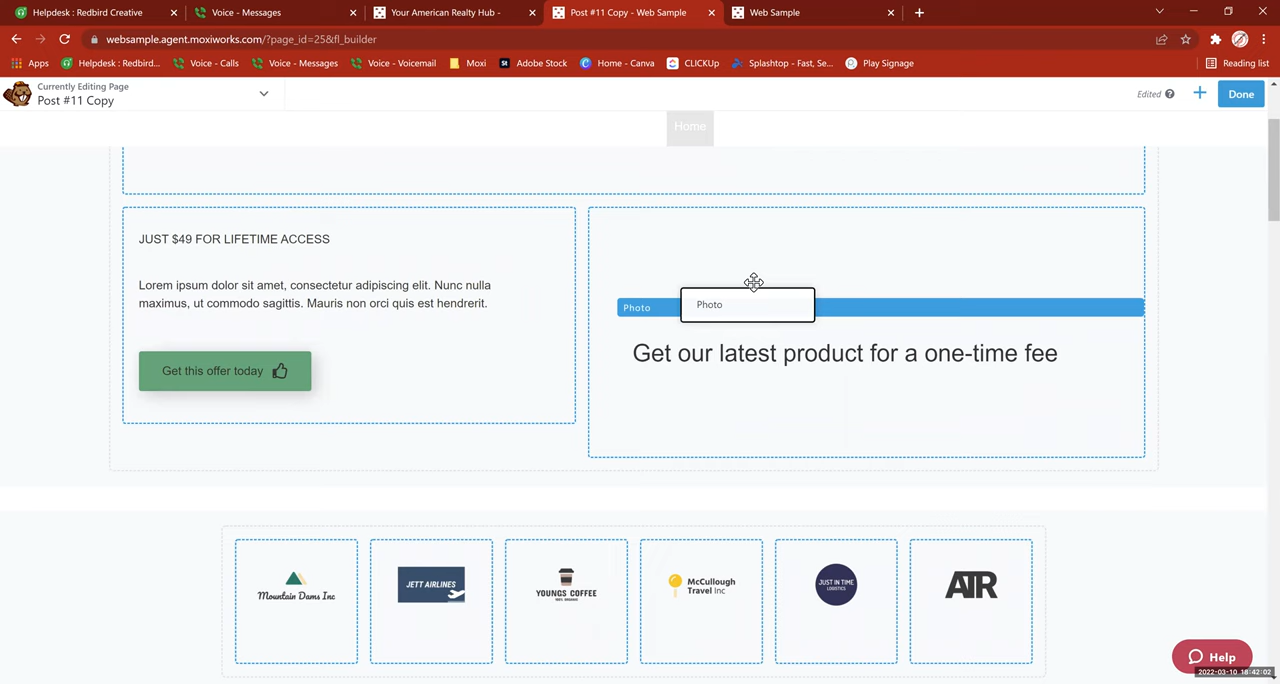 Helpdesk : Redbird Creative
Voice - Messages
Your American Realty Hub -
Post #11 Copy - Web Sample
Web Sample
websample.agent.moxiworks.com/?page_id=25&fl_builder
Apps
Helpdesk : Redbird...
Voice - Calls
Voice - Messages
Voice - Voicemail
Moxi
St
Adobe Stock
C
Home - Canva
CLICKUp
Splashtop - Fast, Se...
Play Signage
Reading list
Currently Editing Page
Post #11 Copy
Edited
Done
Home
JUST $49 FOR LIFETIME ACCESS
Lorem ipsum dolor sit amet, consectetur adipiscing elit. Nunc nulla
maximus, ut commodo sagittis. Mauris non orci quis est hendrerit.
Get this offer today
Photo
Photo
Get our latest product for a one-time fee
Mountain Dams Inc
JETT AIRLINES
YOUNGS COFFEE
100% ORGANIC
McCullough
Travel Inc
JUST IN TIME
LOGISTICS
ATR
Help
2022-03-10 18:42:02